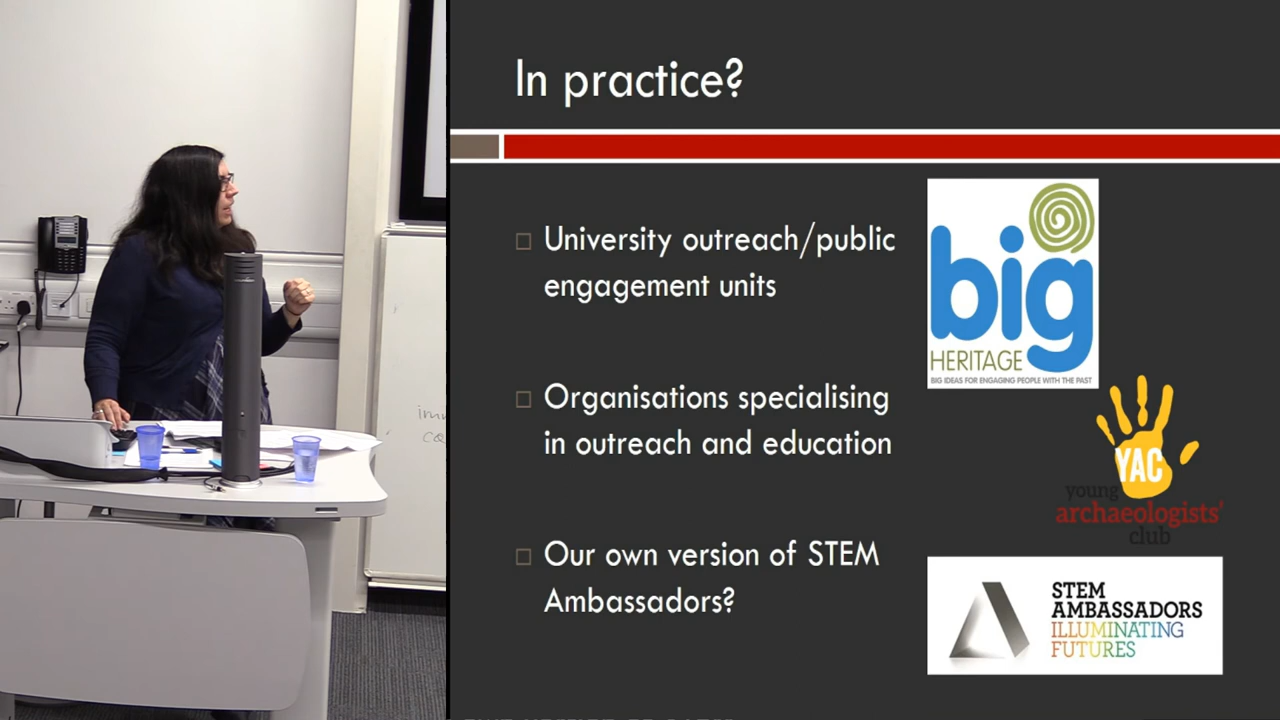 In practice?
University outreach/public
engagement units
Organisations specialising
in outreach and education
Our own version of STEM
Ambassadors?
big
HERITAGE
BIG IDEAS FOR ENGAGING PEOPLE WITH THE PAST
YAC
young
archaeologists'
club
STEM
AMBASSADORS
ILLUMINATING
FUTURES